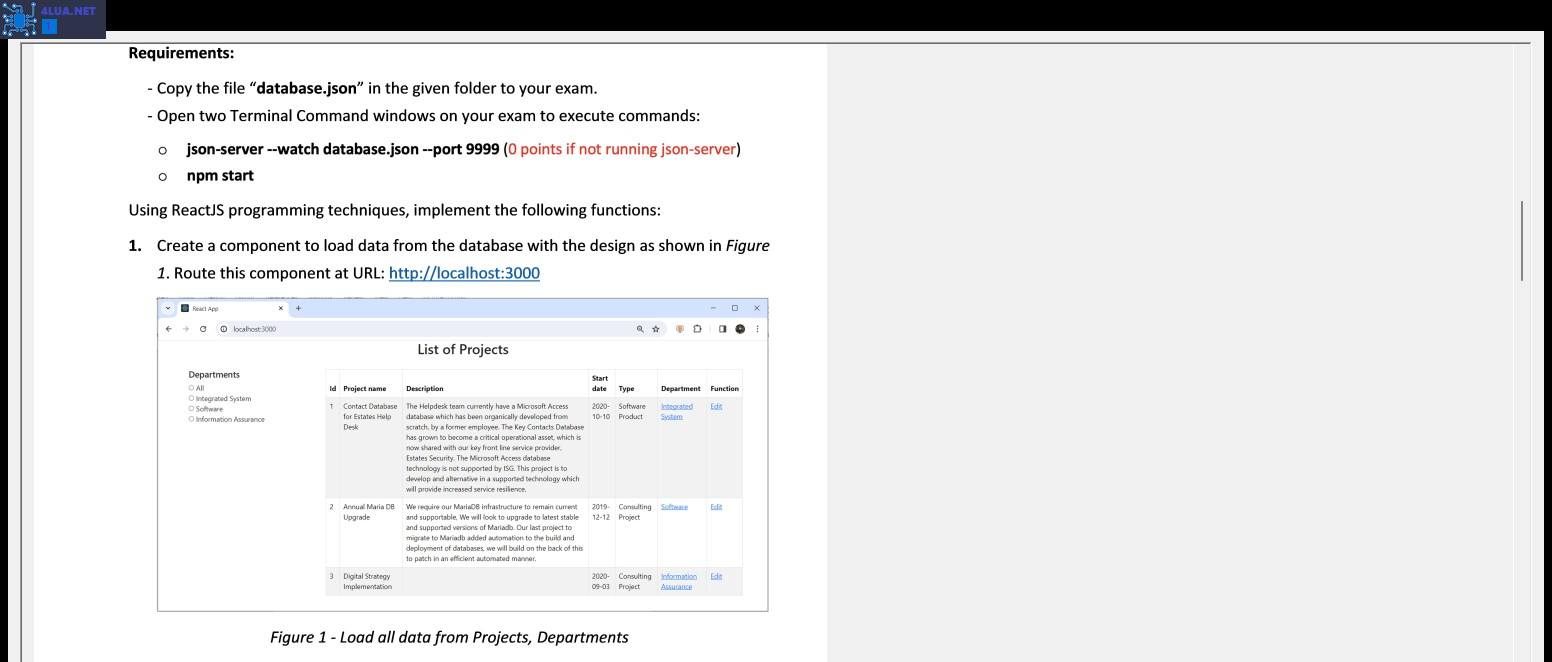 4LUA.NET
1
Requirements:
- Copy the file “database.json” in the given folder to your exam.
- Open two Terminal Command windows on your exam to execute commands:
o json-server --watch database.json --port 9999 (0 points if not running json-server)
o npm start
Using ReactJS programming techniques, implement the following functions:
1. Create a component to load data from the database with the design as shown in Figure
1. Route this component at URL: http://localhost:3000
React App
localhost:3000
List of Projects
Departments
All
Integrated System
Software
Information Assurance
Id Project name Description Start date Type Department Function
1 Contact Database The Helpdesk team currently have a Microsoft Access 2020- Software Integrated Edit
for Estates Help database which has been organically developed from 10-10 Product System
Desk scratch, by a former employee. The Key Contacts Database
has grown to become a critical operational asset, which is
now shared with our key front line service provider,
Estates Security. The Microsoft Access database
technology is not supported by ISG. This project is to
develop and alternative in a supported technology which
will provide increased service resilience.
2 Annual Maria DB We require our MariaDB infrastructure to remain current 2019- Consulting Software Edit
Upgrade and supportable, We will look to upgrade to latest stable 12-12 Project
and supported versions of Mariadb. Our last project to
migrate to Mariadb added automation to the build and
deployment of databases, we will build on the back of this
to patch in an efficient automated manner.
3 Digital Strategy 2020- Consulting Information Edit
Implementation 09-03 Project Assurance
Figure 1 - Load all data from Projects, Departments